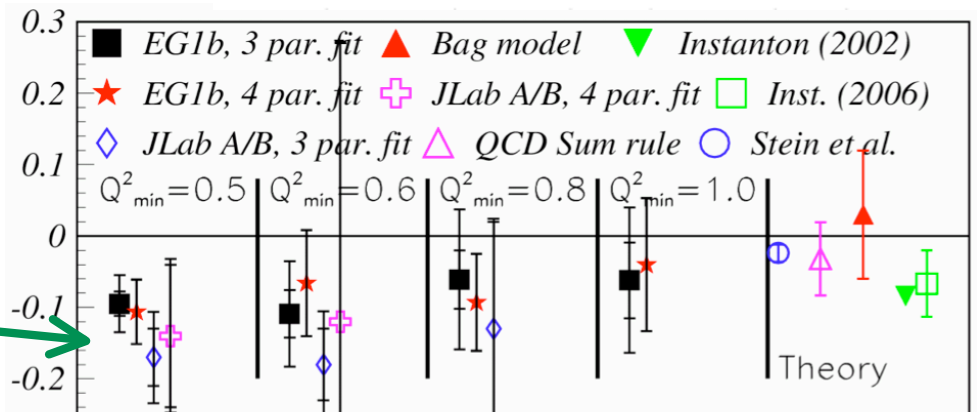 0.3
EG1b, 3 par. fit Bag model Instanton (2002)
0.2
EG1b, 4 par. fit JLab A/B, 4 par. fit Inst. (2006)
JLab A/B, 3 par. fit QCD Sum rule Stein et al.
0.1
Q²min=0.5 Q²min=0.6 Q²min=0.8 Q²min=1.0
0
-0.1
-0.2
Theory